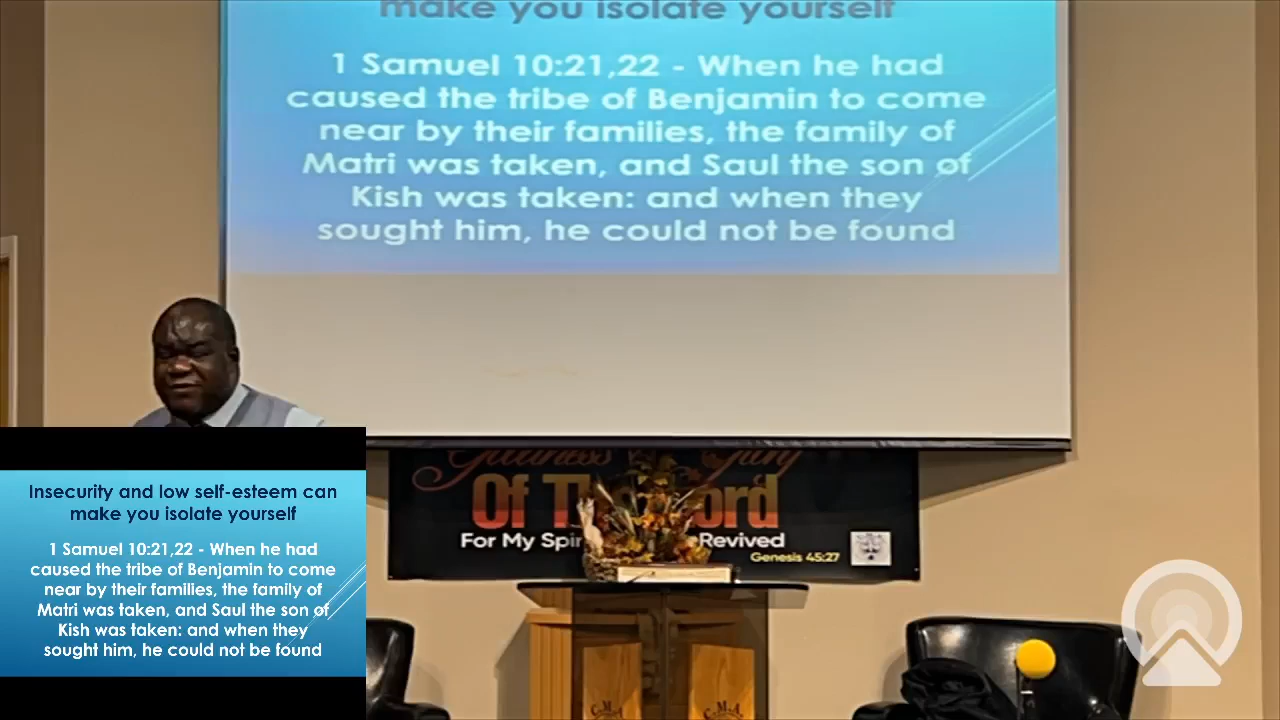 make you isolate yourself
1 Samuel 10:21,22 - When he had
caused the tribe of Benjamin to come
near by their families, the family of
Matri was taken, and Saul the son of
Kish was taken: and when they
sought him, he could not be found
Of The Lord
For My Spir Revived
Genesis 45:27
C.M.A.
C.M.A.
Insecurity and low self-esteem can
make you isolate yourself
1 Samuel 10:21,22 - When he had
caused the tribe of Benjamin to come
near by their families, the family of
Matri was taken, and Saul the son of
Kish was taken: and when they
sought him, he could not be found